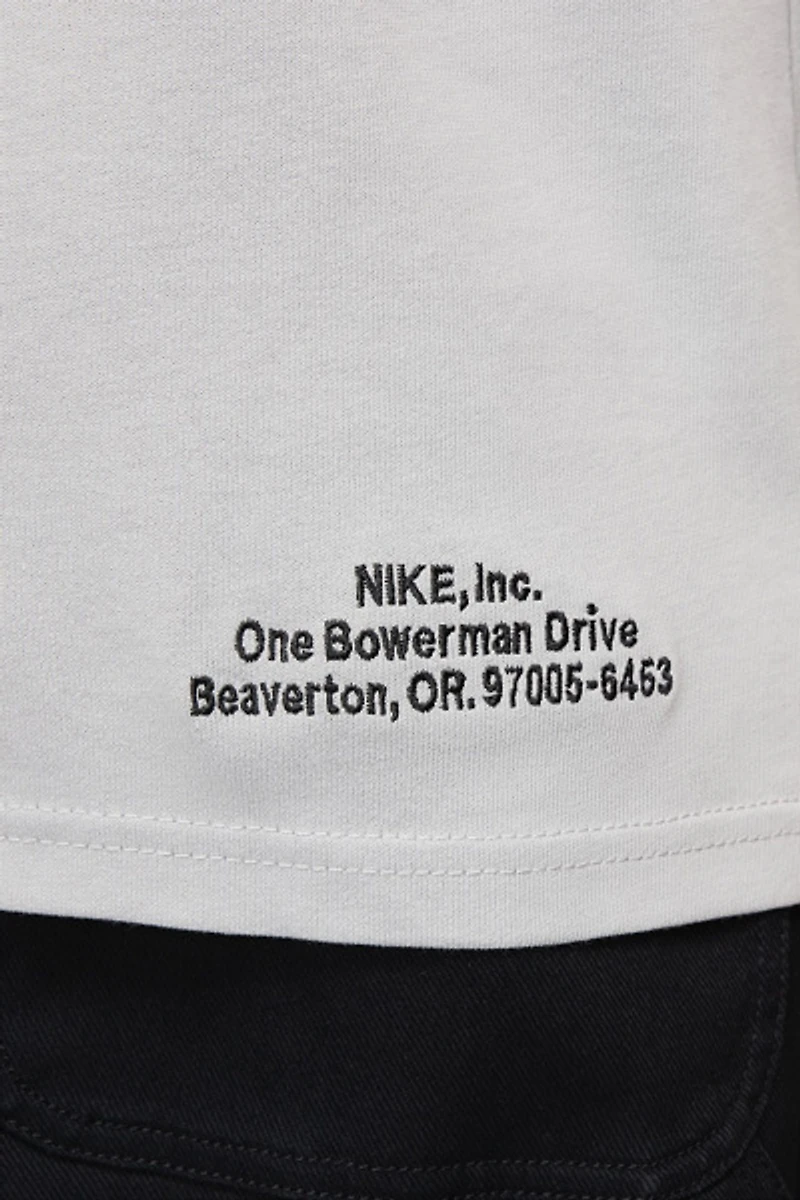 NIKE, Inc.
One Bowerman Drive
Beaverton, OR. 97005-6453